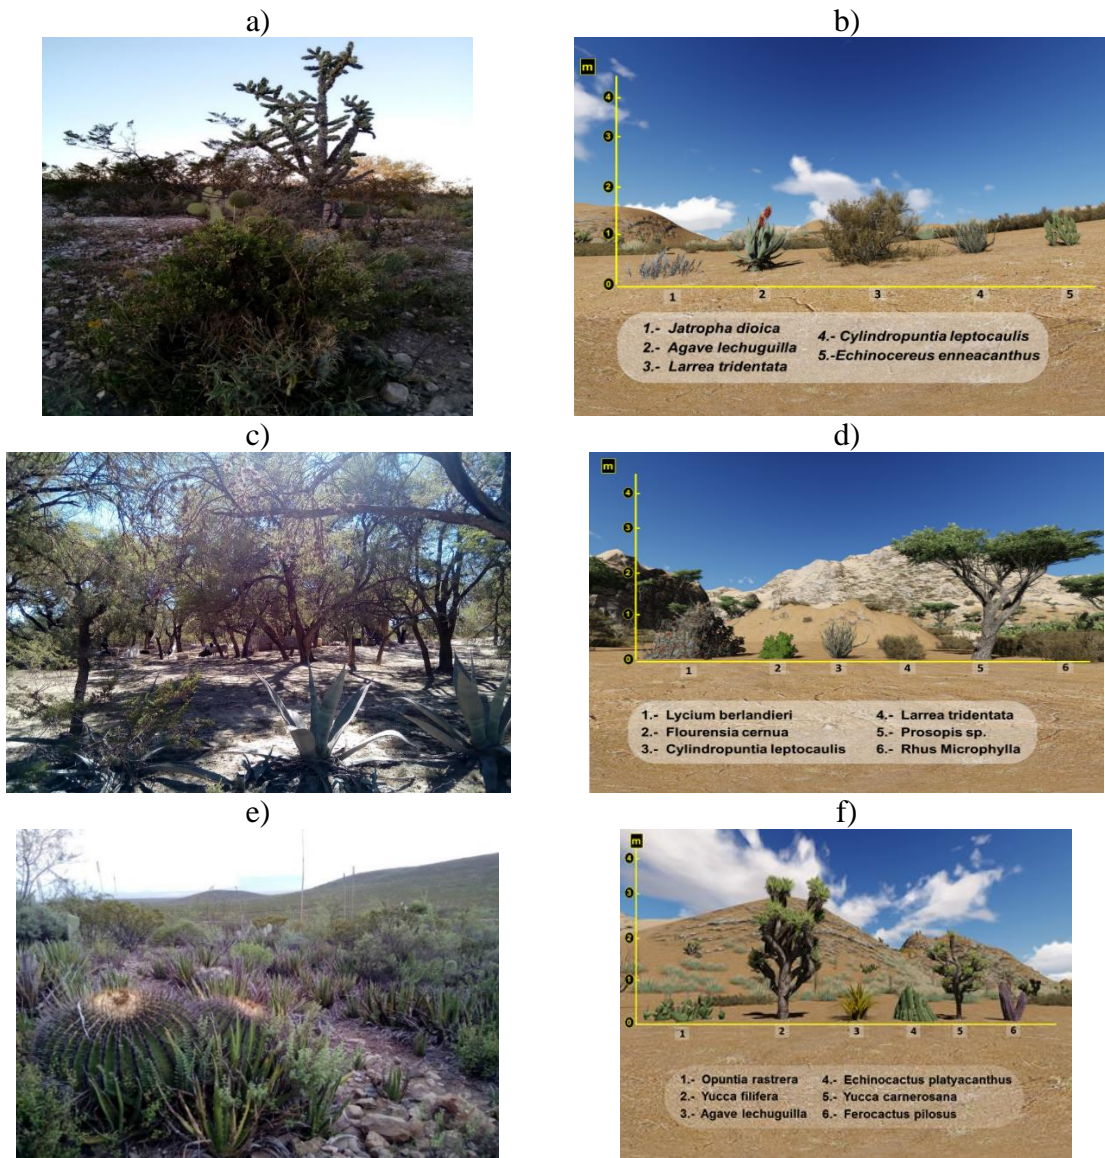 a)
b)
m
4
3
2
1
0
1 2 3 4 5
1.- Jatropha dioica
2.- Agave lechuguilla
3.- Larrea tridentata
4.- Cylindropuntia leptocaulis
5.-Echinocereus enneacanthus
c)
d)
m
4
3
2
1
0
1 2 3 4 5 6
1.- Lycium berlandieri
2.- Flourensia cernua
3.- Cylindropuntia leptocaulis
4.- Larrea tridentata
5.- Prosopis sp.
6.- Rhus Microphylla
e)
f)
m
4
3
2
1
0
1 2 3 4 5 6
1.- Opuntia rastrera
2.- Yucca filifera
3.- Agave lechuguilla
4.- Echinocactus platyacanthus
5.- Yucca carnerosana
6.- Ferocactus pilosus